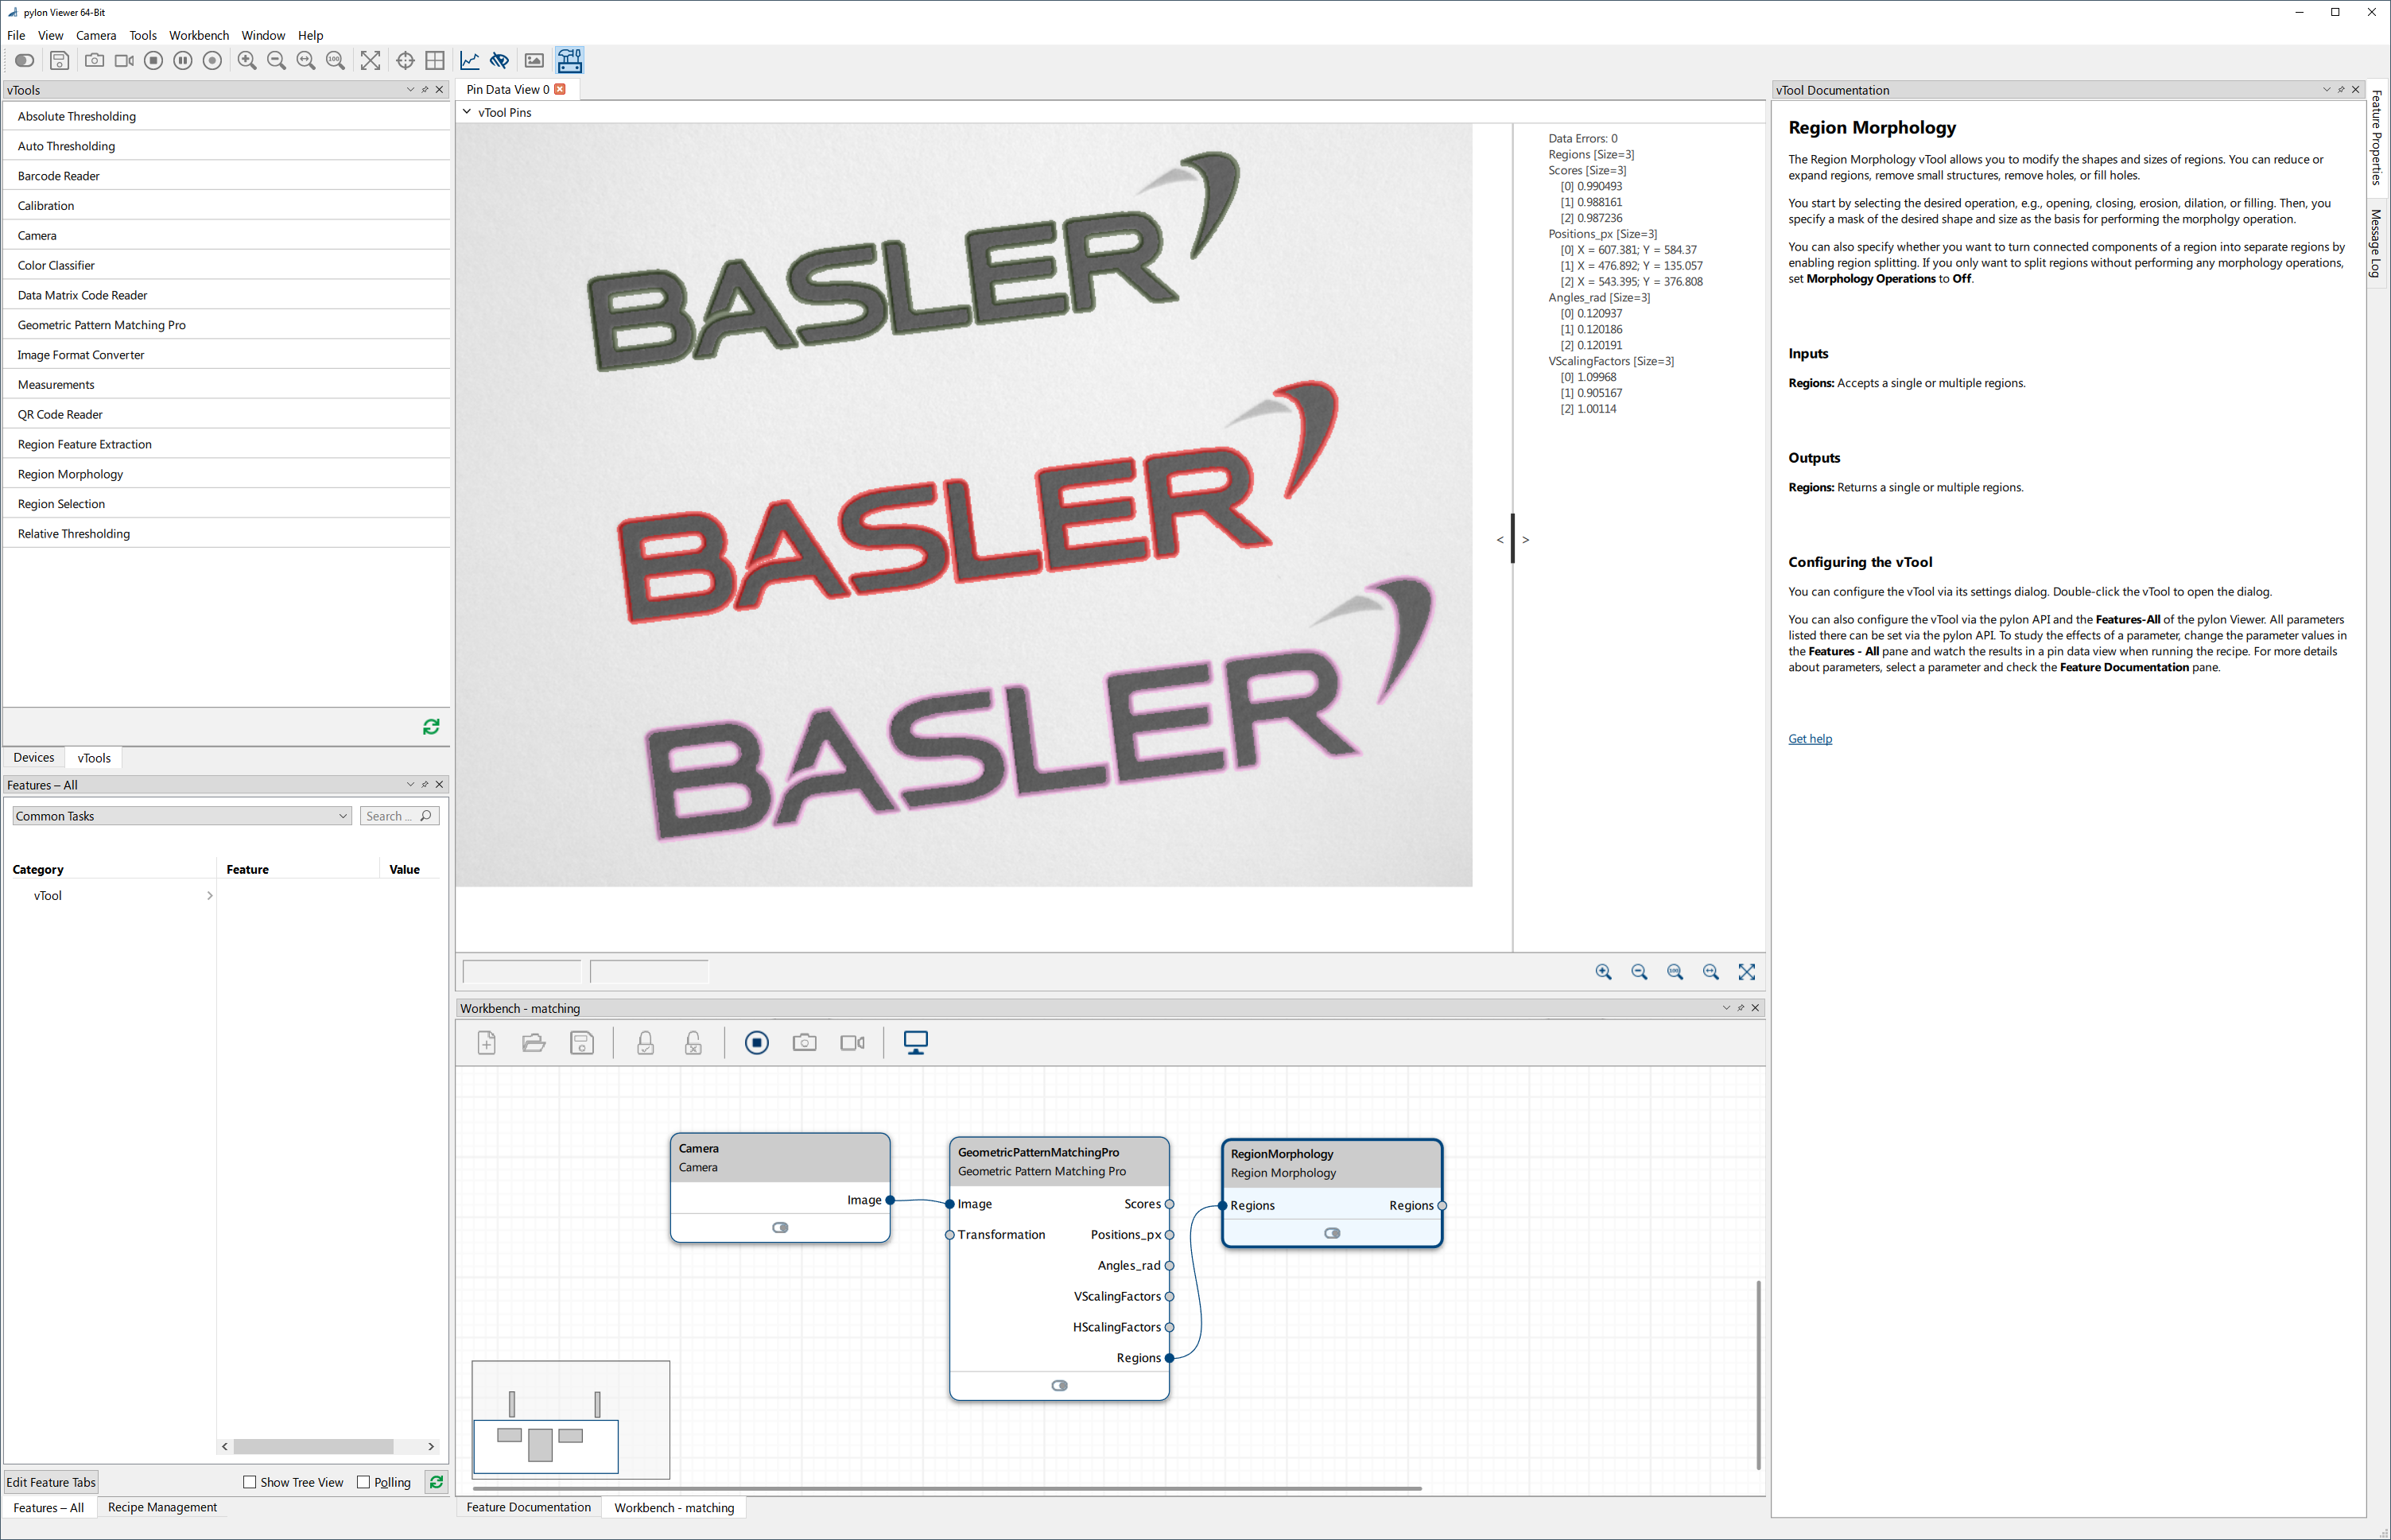 pylon Viewer 64-Bit
File View Camera Tools Workbench Window Help
vTools
Absolute Thresholding
Auto Thresholding
Barcode Reader
Calibration
Camera
Color Classifier
Data Matrix Code Reader
Geometric Pattern Matching Pro
Image Format Converter
Measurements
QR Code Reader
Region Feature Extraction
Region Morphology
Region Selection
Relative Thresholding
Devices vTools
Features – All
Common Tasks Search ...
Category Feature Value
vTool
Edit Feature Tabs Show Tree View Polling
Features – All Recipe Management
Pin Data View 0
vTool Pins
BASLER
BASLER
BASLER
Data Errors: 0
Regions [Size=3]
Scores [Size=3]
[0] 0.990493
[1] 0.988161
[2] 0.987236
Positions_px [Size=3]
[0] X = 607.381; Y = 584.37
[1] X = 476.892; Y = 135.057
[2] X = 543.395; Y = 376.808
Angles_rad [Size=3]
[0] 0.120937
[1] 0.120186
[2] 0.120191
VScalingFactors [Size=3]
[0] 1.09968
[1] 0.905167
[2] 1.00114
Workbench - matching
Camera
Camera
Image
GeometricPatternMatchingPro
Geometric Pattern Matching Pro
Image Scores
Transformation Positions_px
Angles_rad
VScalingFactors
HScalingFactors
Regions
RegionMorphology
Region Morphology
Regions Regions
Feature Documentation Workbench - matching
vTool Documentation
Region Morphology
The Region Morphology vTool allows you to modify the shapes and sizes of regions. You can reduce or
expand regions, remove small structures, remove holes, or fill holes.
You start by selecting the desired operation, e.g., opening, closing, erosion, dilation, or filling. Then, you
specify a mask of the desired shape and size as the basis for performing the morpholgy operation.
You can also specify whether you want to turn connected components of a region into separate regions by
enabling region splitting. If you only want to split regions without performing any morphology operations,
set Morphology Operations to Off.
Inputs
Regions: Accepts a single or multiple regions.
Outputs
Regions: Returns a single or multiple regions.
Configuring the vTool
You can configure the vTool via its settings dialog. Double-click the vTool to open the dialog.
You can also configure the vTool via the pylon API and the Features-All of the pylon Viewer. All parameters
listed there can be set via the pylon API. To study the effects of a parameter, change the parameter values in
the Features - All pane and watch the results in a pin data view when running the recipe. For more details
about parameters, select a parameter and check the Feature Documentation pane.
Get help
Feature Properties
Message Log